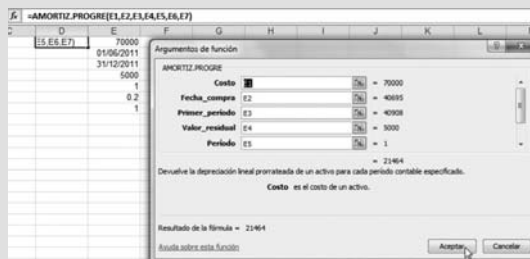 fx =AMORTIZ.PROGRE(E1,E2,E3,E4,E5,E6,E7)
C D E F G H I J K L
E5,E6,E7) 70000
01/06/2011
31/12/2011
5000
1
0.2
1
Argumentos de función
AMORTIZ.PROGRE
Costo E1 = 70000
Fecha_compra E2 = 40695
Primer_periodo E3 = 40908
Valor_residual E4 = 5000
Período E5 = 1
= 21464
Devuelve la depreciación lineal prorrateada de un activo para cada período contable especificado.
Costo es el costo de un activo.
Resultado de la fórmula = 21464
Ayuda sobre esta función Aceptar Cancelar